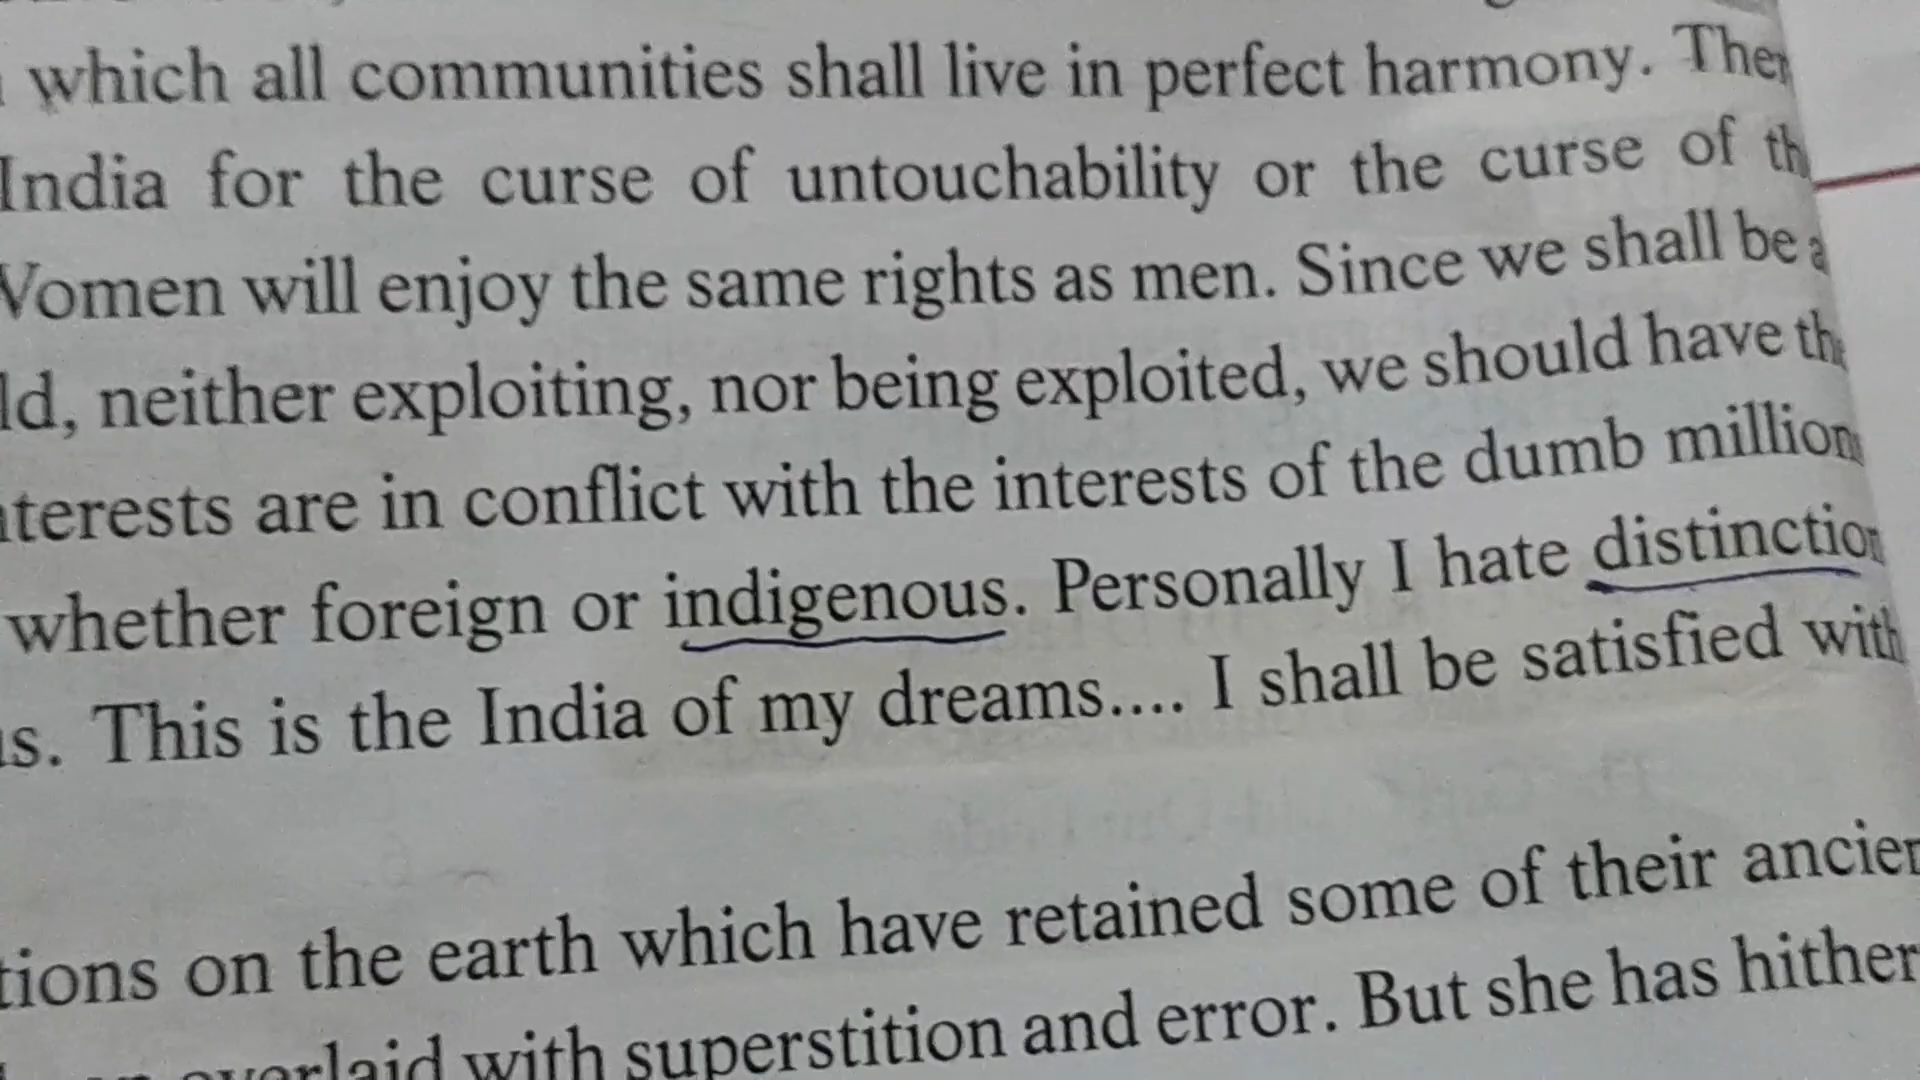 which all communities shall live in perfect harmony. Ther
India for the curse of untouchability or the curse of th
Women will enjoy the same rights as men. Since we shall be a
ld, neither exploiting, nor being exploited, we should have th
terests are in conflict with the interests of the dumb million
whether foreign or indigenous. Personally I hate distinction
s. This is the India of my dreams.... I shall be satisfied with
tions on the earth which have retained some of their ancien
overlaid with superstition and error. But she has hither